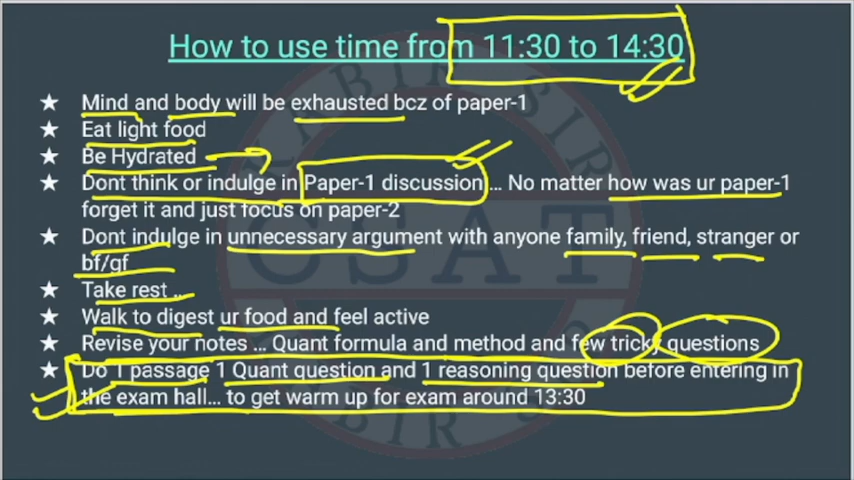 How to use time from 11:30 to 14:30
★ Mind and body will be exhausted bcz of paper-1
★ Eat light food
★ Be Hydrated
★ Dont think or indulge in Paper-1 discussion ... No matter how was ur paper-1
forget it and just focus on paper-2
★ Dont indulge in unnecessary argument with anyone family, friend, stranger or
bf/gf
★ Take rest ...
★ Walk to digest ur food and feel active
★ Revise your notes ... Quant formula and method and few tricky questions
★ Do 1 passage 1 Quant question and 1 reasoning question before entering in
the exam hall... to get warm up for exam around 13:30
KABIR SIR
CSAT
KABIR SIR